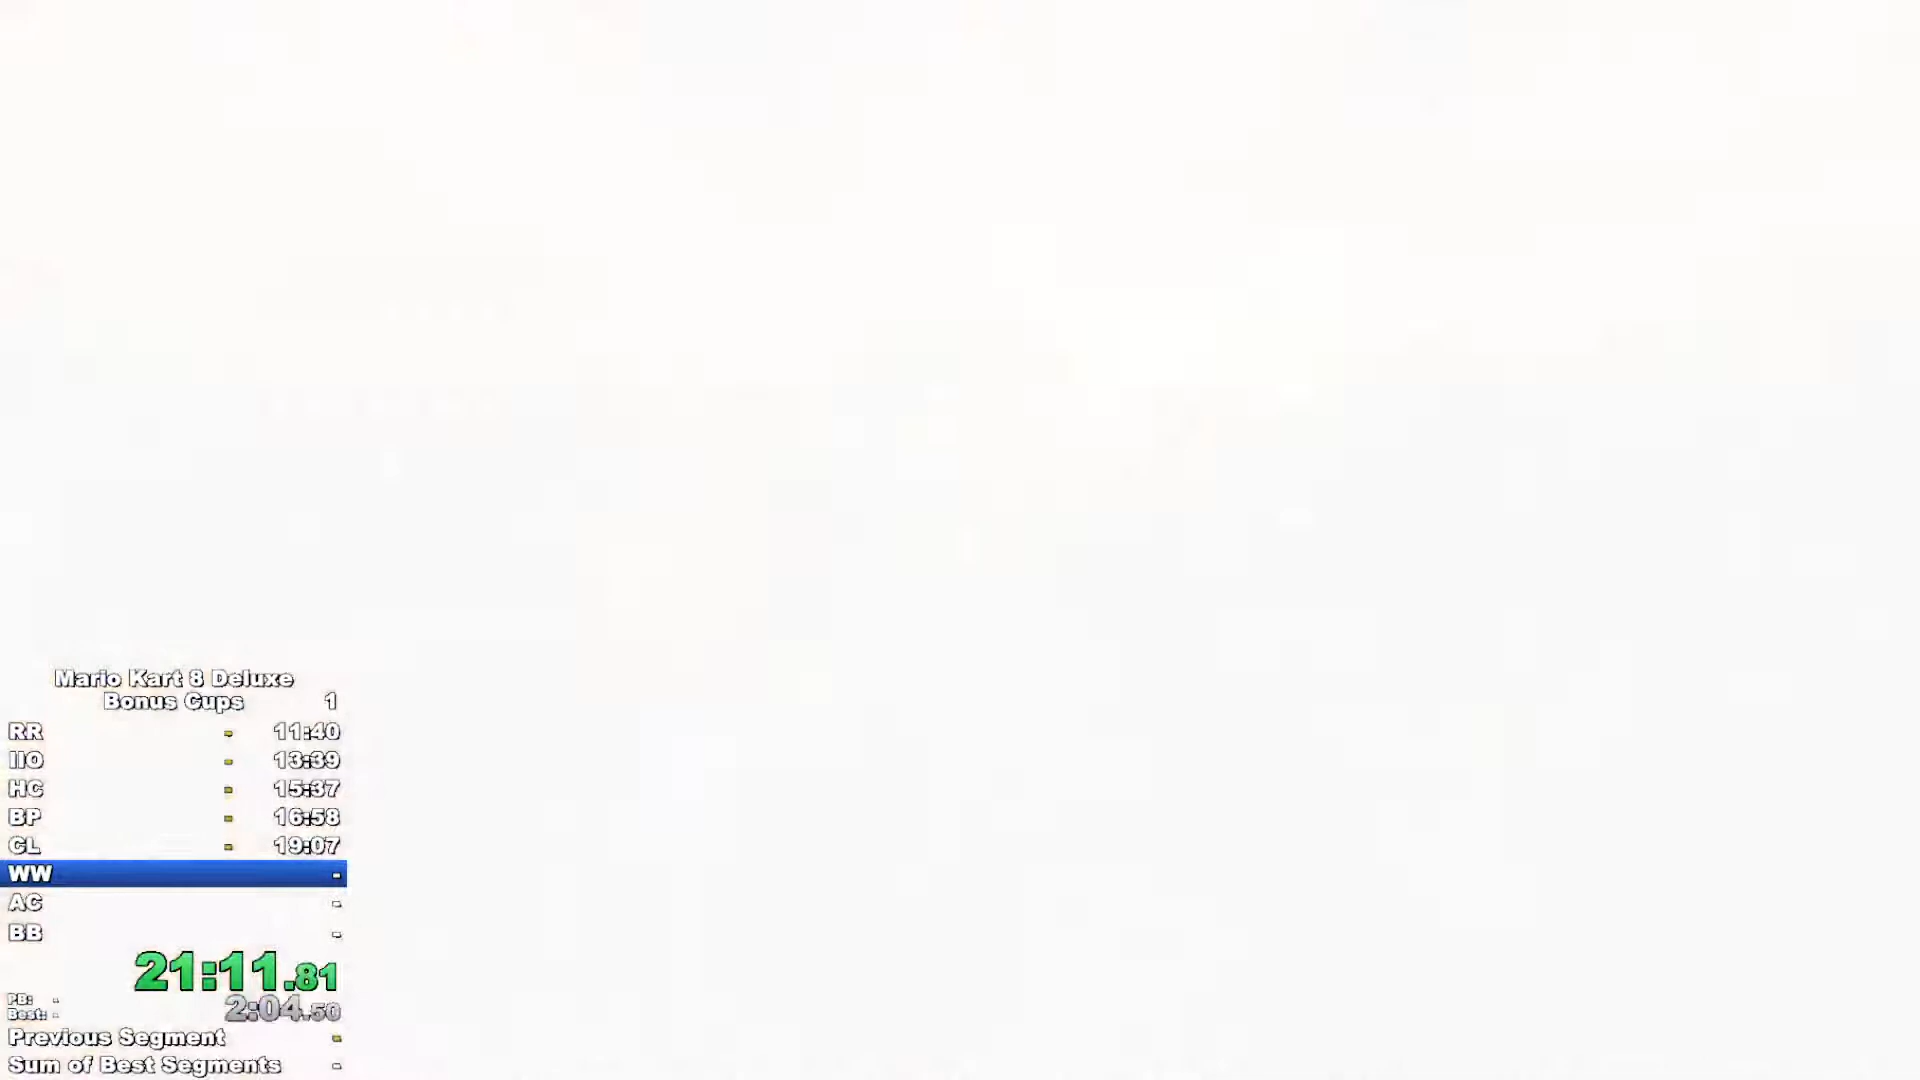 Mario Kart 8 Deluxe
Bonus Cups 1
RR - 11:40
IIO - 13:39
HC - 15:37
BP - 16:58
CL - 19:07
WW -
AC -
BB -
21:11.81
PB: -
2:04.50
Best: -
Previous Segment -
Sum of Best Segments -